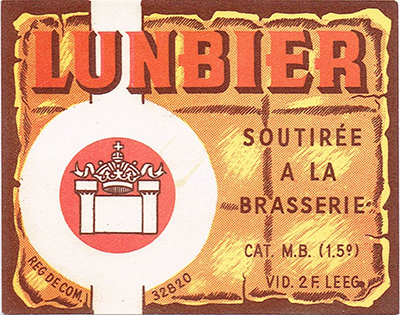 LUNBIER
SOUTIRÉE
A LA
BRASSERIE
CAT. M.B. (1.5º)
VID. 2 F. LEEG.
REG DE COM. 32820